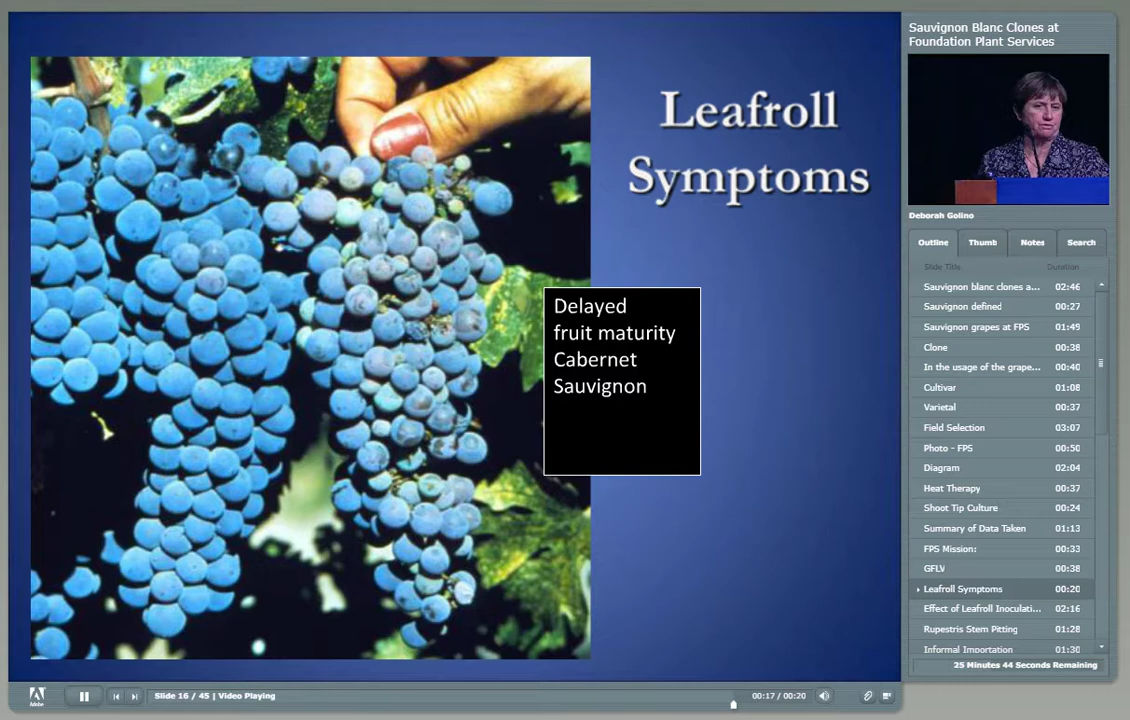 Leafroll
Symptoms
Delayed
fruit maturity
Cabernet
Sauvignon
Sauvignon Blanc Clones at
Foundation Plant Services
Deborah Golino
Outline Thumb Notes Search
Slide Title Duration
Sauvignon blanc clones a... 02:46
Sauvignon defined 00:27
Sauvignon grapes at FPS 01:49
Clone 00:38
In the usage of the grape... 00:40
Cultivar 01:08
Varietal 00:37
Field Selection 03:07
Photo - FPS 00:50
Diagram 02:04
Heat Therapy 00:37
Shoot Tip Culture 00:24
Summary of Data Taken 01:13
FPS Mission: 00:33
GFLV 00:38
Leafroll Symptoms 00:20
Effect of Leafroll Inoculati... 02:16
Rupestris Stem Pitting 01:28
Informal Importation 01:30
25 Minutes 44 Seconds Remaining
Adobe
Slide 16 / 45 | Video Playing
00:17 / 00:20